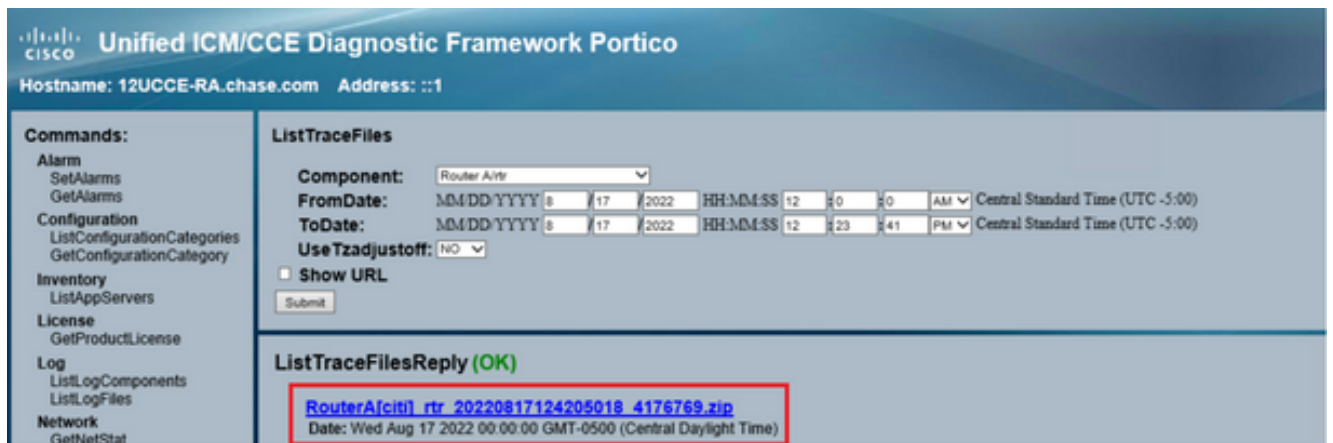 CISCO Unified ICM/CCE Diagnostic Framework Portico
Hostname: 12UCCE-RA.chase.com Address: ::1
Commands:
Alarm
SetAlarms
GetAlarms
Configuration
ListConfigurationCategories
GetConfigurationCategory
Inventory
ListAppServers
License
GetProductLicense
Log
ListLogComponents
ListLogFiles
Network
GetNetStat
ListTraceFiles
Component: Router A/rtr
FromDate: MM/DD/YYYY 8 /17 /2022 HH:MM:SS 12 :0 :0 AM Central Standard Time (UTC -5:00)
ToDate: MM/DD/YYYY 8 /17 /2022 HH:MM:SS 12 :23 :41 PM Central Standard Time (UTC -5:00)
UseTzadjustoff: NO
Show URL
Submit
ListTraceFilesReply (OK)
RouterA[citi]_rtr_20220817124205018_4176769.zip
Date: Wed Aug 17 2022 00:00:00 GMT-0500 (Central Daylight Time)